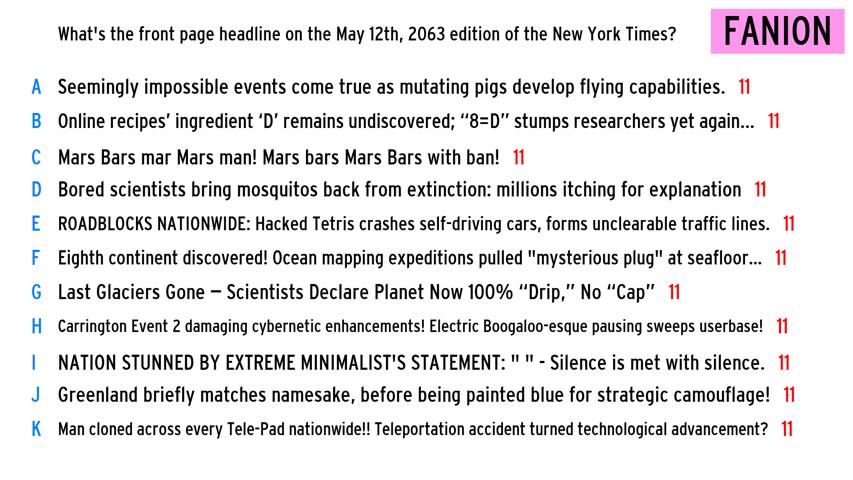 What's the front page headline on the May 12th, 2063 edition of the New York Times?
FANION
A Seemingly impossible events come true as mutating pigs develop flying capabilities. 11
B Online recipes’ ingredient ‘D’ remains undiscovered; “8=D” stumps researchers yet again... 11
C Mars Bars mar Mars man! Mars bars Mars Bars with ban! 11
D Bored scientists bring mosquitos back from extinction: millions itching for explanation 11
E ROADBLOCKS NATIONWIDE: Hacked Tetris crashes self-driving cars, forms unclearable traffic lines. 11
F Eighth continent discovered! Ocean mapping expeditions pulled "mysterious plug" at seafloor... 11
G Last Glaciers Gone – Scientists Declare Planet Now 100% “Drip,” No “Cap” 11
H Carrington Event 2 damaging cybernetic enhancements! Electric Boogaloo-esque pausing sweeps userbase! 11
I NATION STUNNED BY EXTREME MINIMALIST'S STATEMENT: " " - Silence is met with silence. 11
J Greenland briefly matches namesake, before being painted blue for strategic camouflage! 11
K Man cloned across every Tele-Pad nationwide!! Teleportation accident turned technological advancement? 11